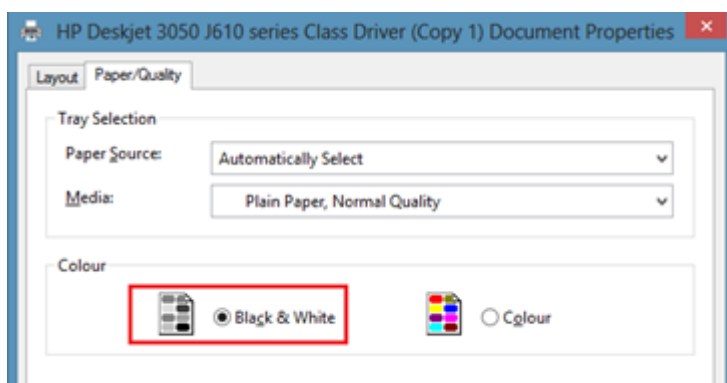 HP Deskjet 3050 J610 series Class Driver (Copy 1) Document Properties
Layout Paper/Quality
Tray Selection
Paper Source: Automatically Select
Media: Plain Paper, Normal Quality
Colour
Black & White Colour